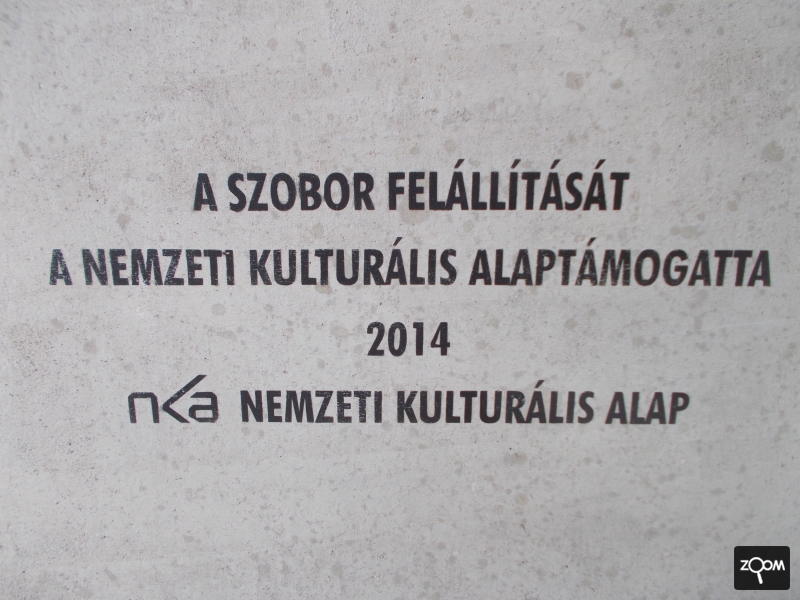 A SZOBOR FELÁLLÍTÁSÁT
A NEMZETI KULTURÁLIS ALAPTÁMOGATTA
2014
nka NEMZETI KULTURÁLIS ALAP
ZOOM